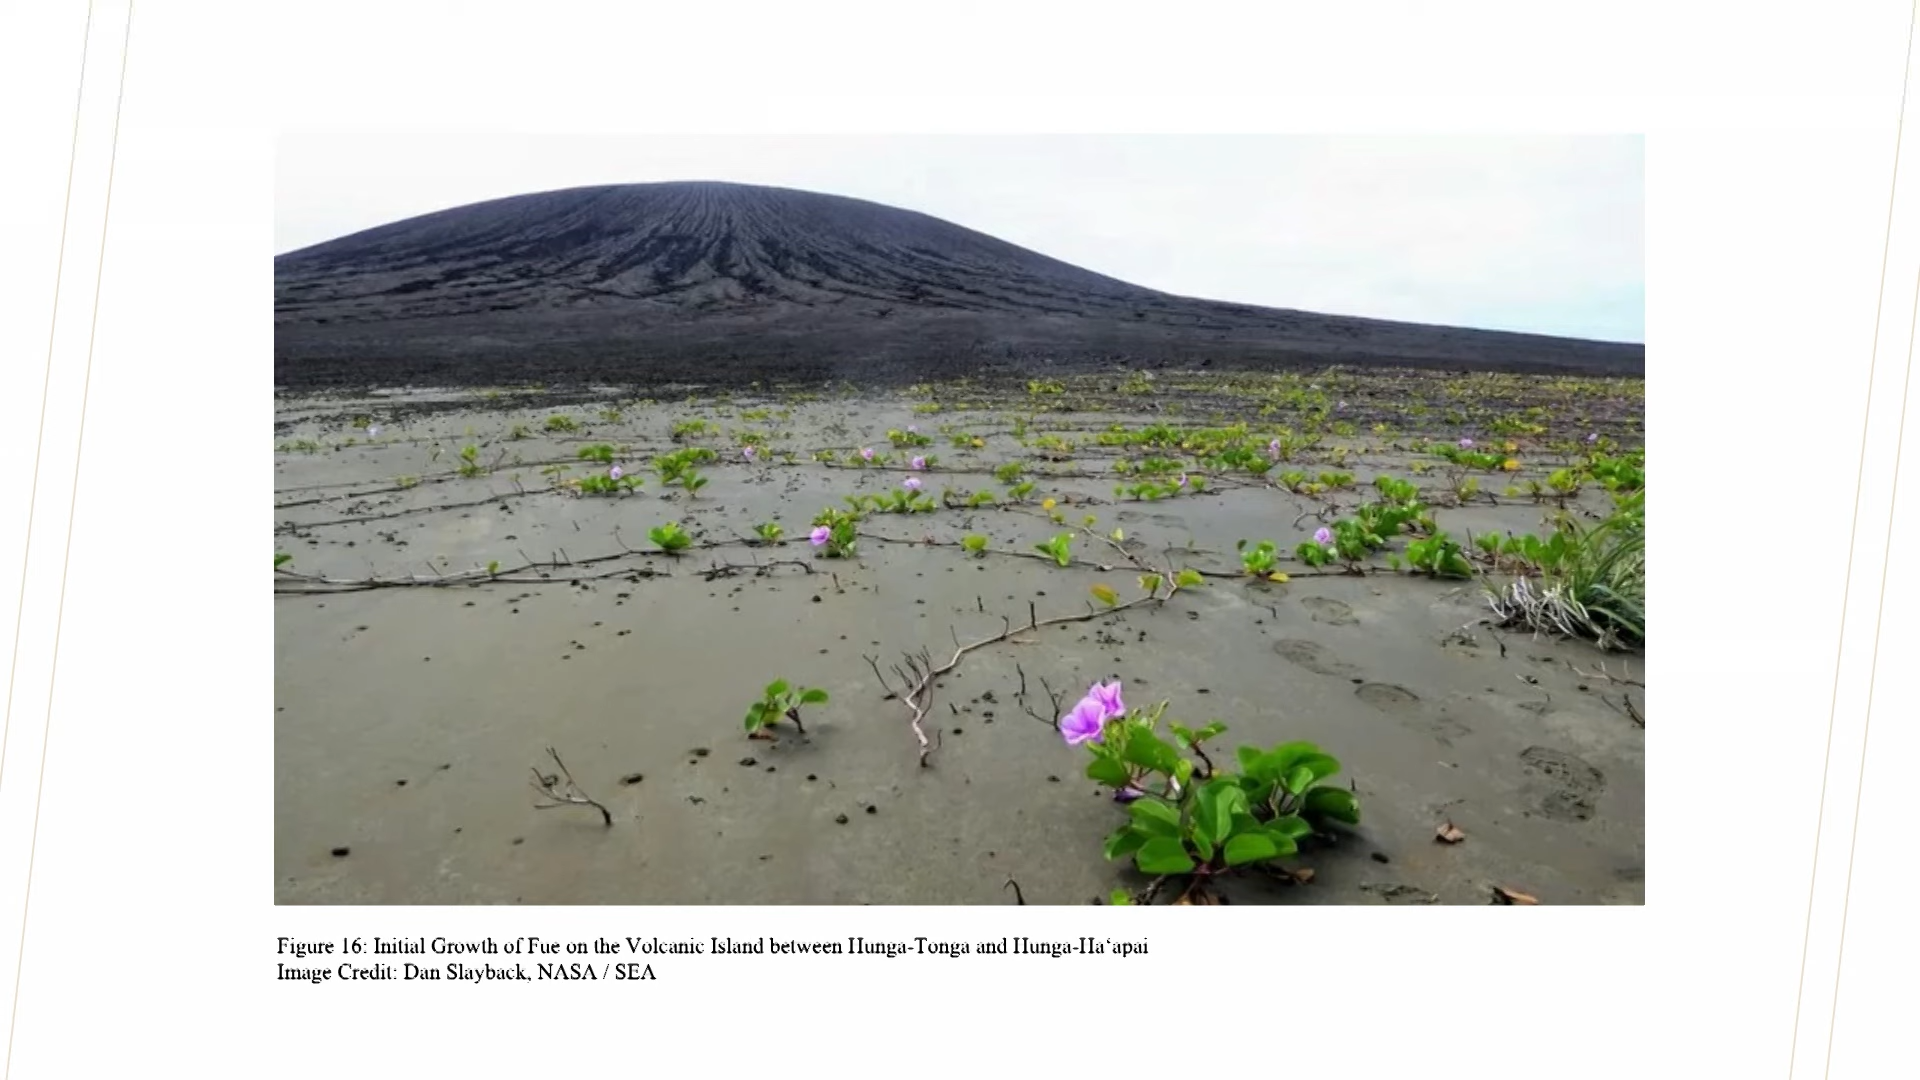 Figure 16: Initial Growth of Fue on the Volcanic Island between Hunga-Tonga and Hunga-Ha‘apai
Image Credit: Dan Slayback, NASA / SEA